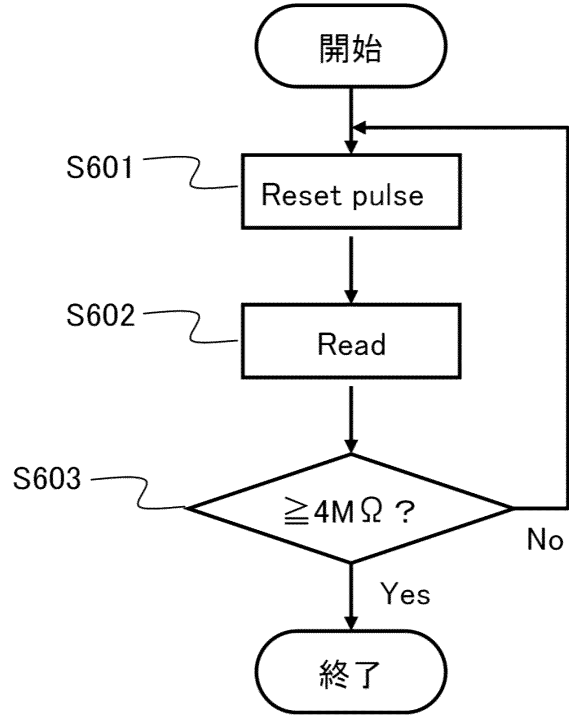 開始
S601
Reset pulse
S602
Read
S603
≧4MΩ?
No
Yes
終了